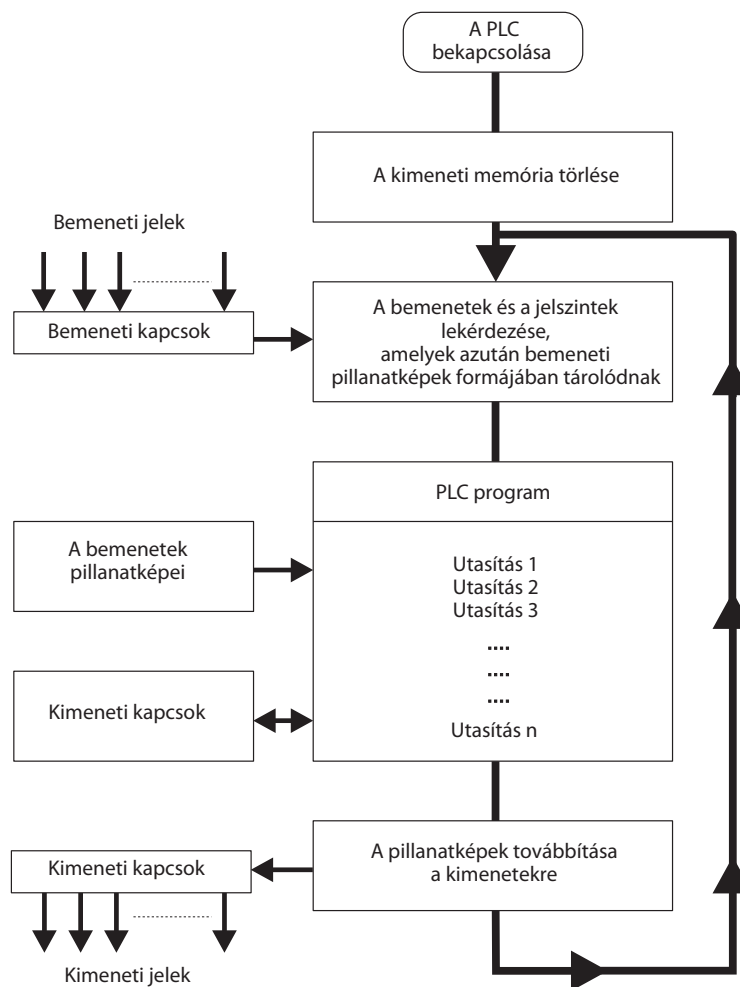 A PLC
bekapcsolása
A kimeneti memória törlése
Bemeneti jelek
Bemeneti kapcsok
A bemenetek és a jelszintek
lekérdezése,
amelyek azután bemeneti
pillanatképek formájában tárolódnak
PLC program
A bemenetek
pillanatképei
Utasítás 1
Utasítás 2
Utasítás 3
....
....
....
Utasítás n
Kimeneti kapcsok
A pillanatképek továbbítása
a kimenetekre
Kimeneti kapcsok
Kimeneti jelek